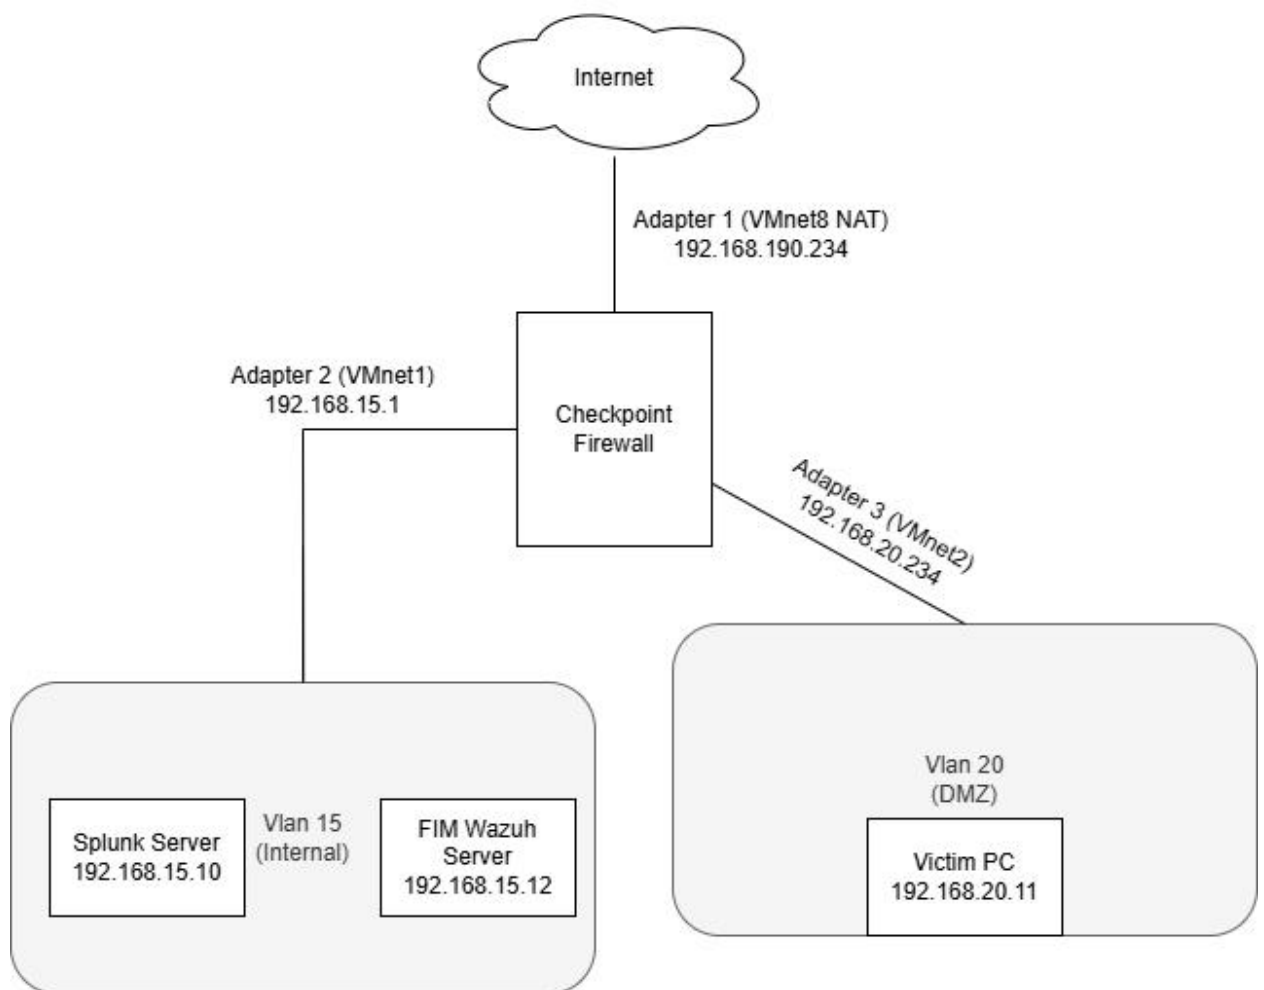 Internet
Adapter 1 (VMnet8 NAT)
192.168.190.234
Adapter 2 (VMnet1)
192.168.15.1
Checkpoint
Firewall
Adapter 3 (VMnet2)
192.168.20.234
Splunk Server
192.168.15.10
Vlan 15
(Internal)
FIM Wazuh
Server
192.168.15.12
Vlan 20
(DMZ)
Victim PC
192.168.20.11